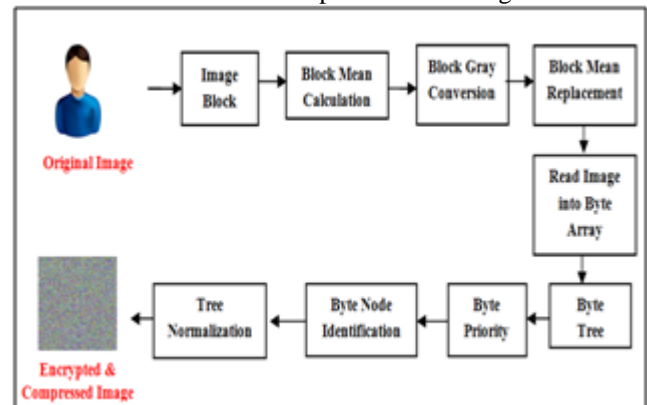 Original Image
Image
Block
Block Mean
Calculation
Block Gray
Conversion
Block Mean
Replacement
Read Image
into Byte
Array
Byte
Tree
Byte
Priority
Byte Node
Identification
Tree
Normalization
Encrypted &
Compressed Image